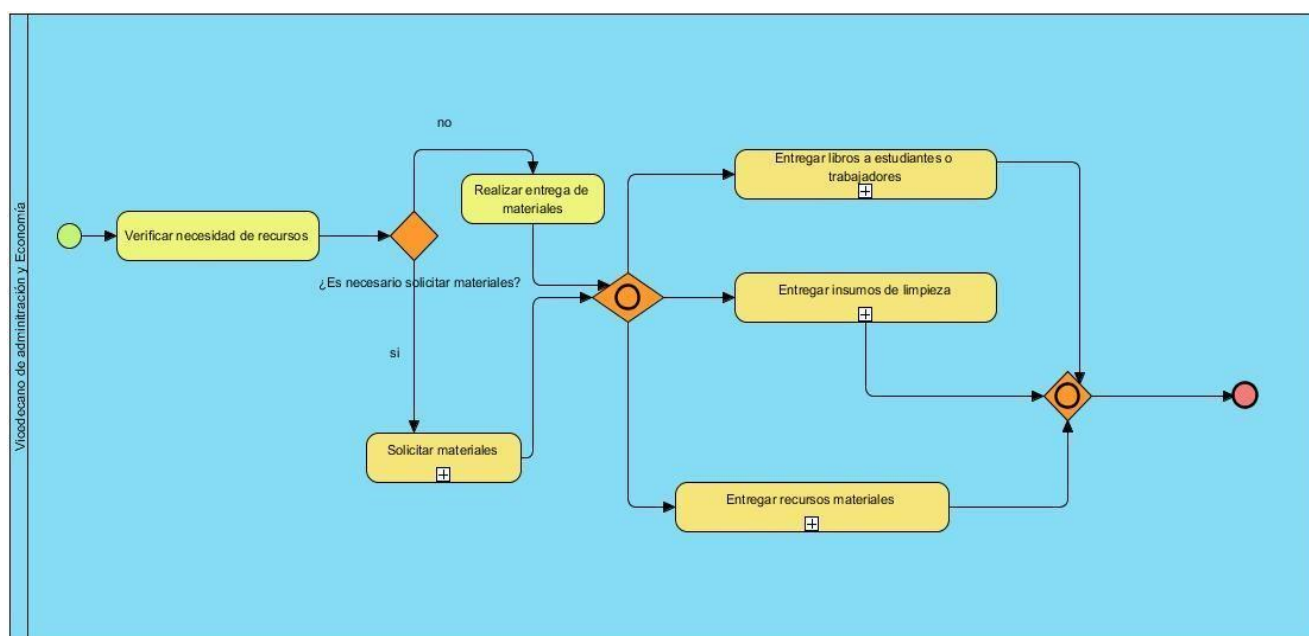 Vicedecano de adminitración y Economía
Verificar necesidad de recursos
¿Es necesario solicitar materiales?
no
Realizar entrega de
materiales
si
Solicitar materiales
Entregar libros a estudiantes o
trabajadores
Entregar insumos de limpieza
Entregar recursos materiales